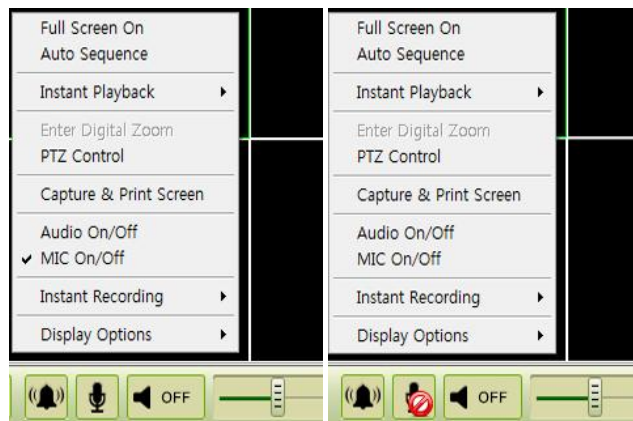 Full Screen On
Auto Sequence
Instant Playback
Enter Digital Zoom
PTZ Control
Capture & Print Screen
Audio On/Off
MIC On/Off
Instant Recording
Display Options
OFF
Full Screen On
Auto Sequence
Instant Playback
Enter Digital Zoom
PTZ Control
Capture & Print Screen
Audio On/Off
MIC On/Off
Instant Recording
Display Options
OFF